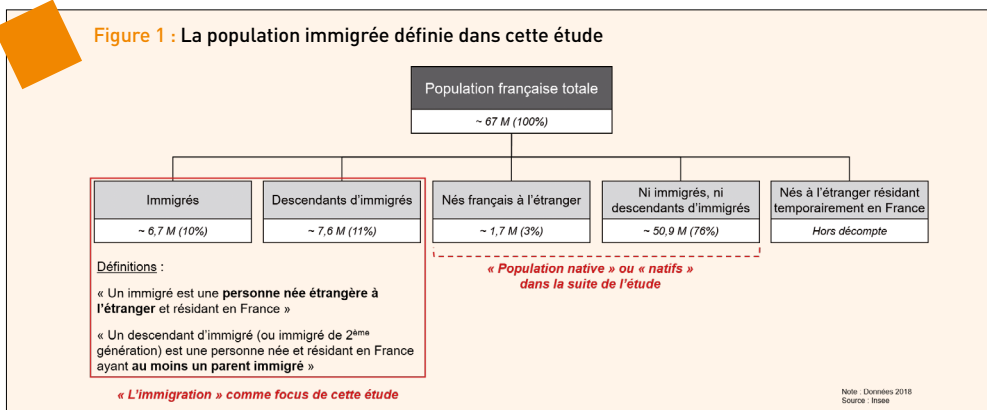 Figure 1 : La population immigrée définie dans cette étude
Population française totale
~ 67 M (100%)
Immigrés
~ 6,7 M (10%)
Descendants d'immigrés
~ 7,6 M (11%)
Nés français à l'étranger
~ 1,7 M (3%)
Ni immigrés, ni
descendants d'immigrés
~ 50,9 M (76%)
Nés à l'étranger résidant
temporairement en France
Hors décompte
Définitions :
« Un immigré est une personne née étrangère à
l'étranger et résidant en France »
« Un descendant d'immigré (ou immigré de 2ème
génération) est une personne née et résidant en France
ayant au moins un parent immigré »
« L'immigration » comme focus de cette étude
« Population native » ou « natifs »
dans la suite de l'étude
Note : Données 2018
Source : Insee